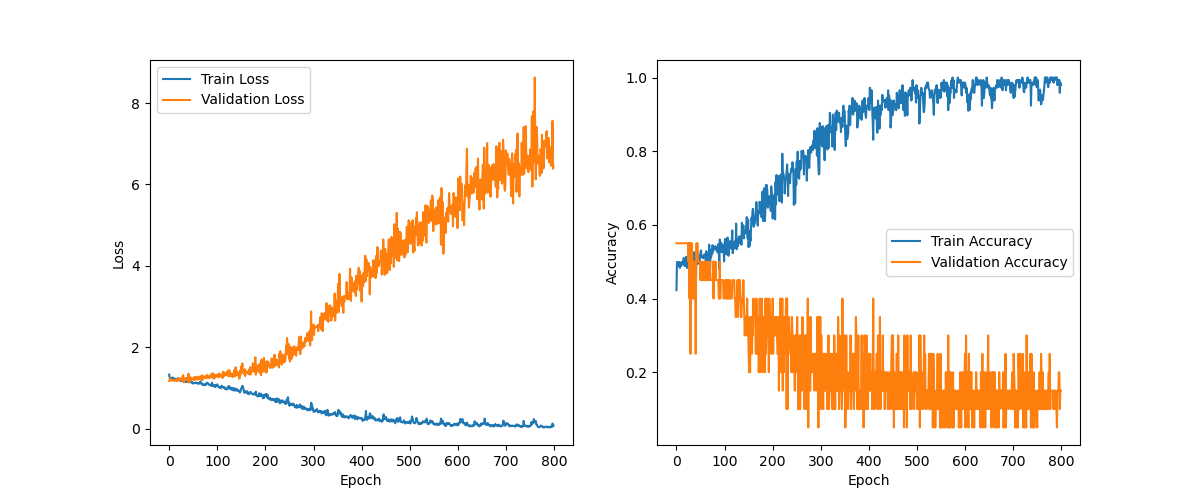 Train Loss
Validation Loss
Loss
8
6
4
2
0
0 100 200 300 400 500 600 700 800
Epoch
Train Accuracy
Validation Accuracy
Accuracy
1.0
0.8
0.6
0.4
0.2
0 100 200 300 400 500 600 700 800
Epoch